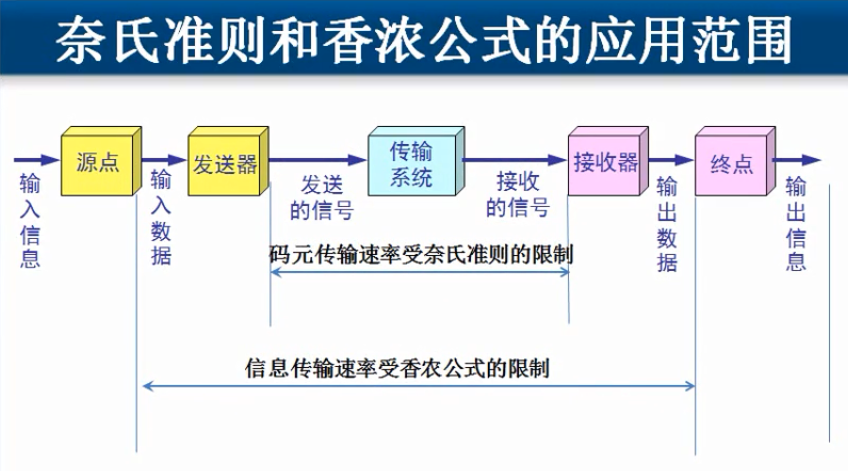 奈氏准则和香浓公式的应用范围
源点
发送器
传输
系统
接收器
终点
输入信息
输入数据
发送
的信号
接收
的信号
输出数据
输出信息
码元传输速率受奈氏准则的限制
信息传输速率受香农公式的限制